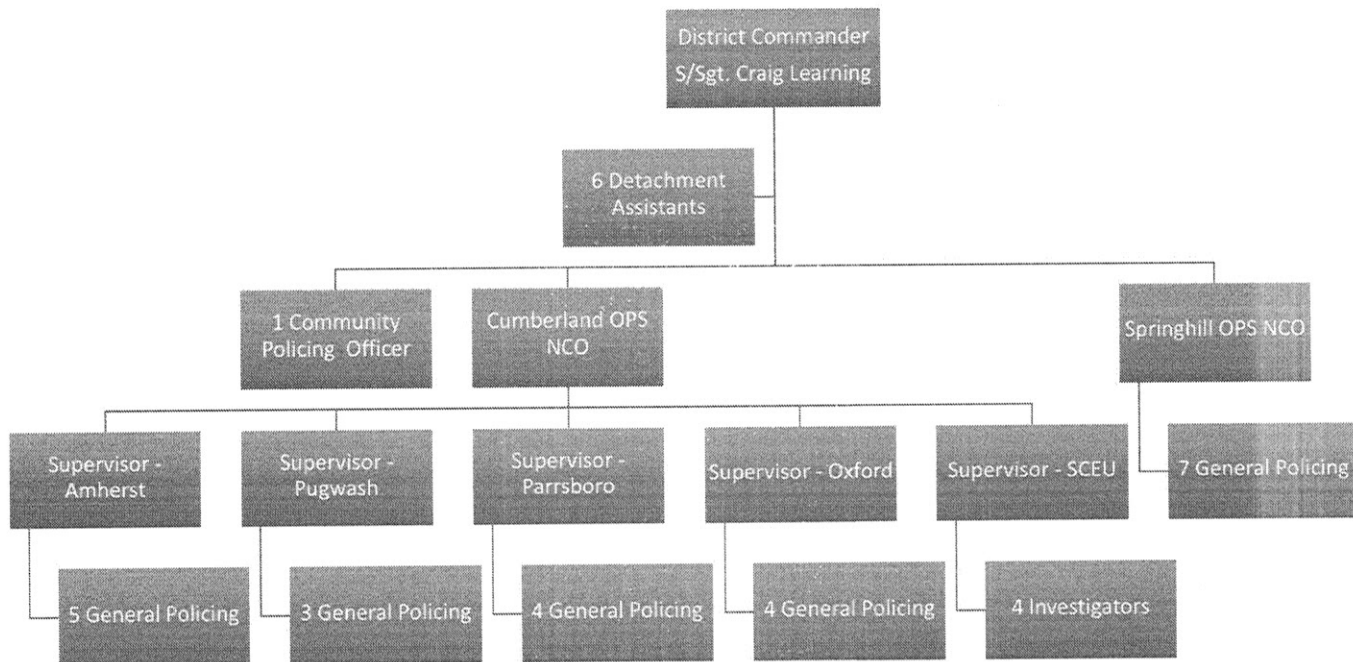 District Commander
S/Sgt. Craig Learning
6 Detachment
Assistants
1 Community
Policing Officer
Cumberland OPS
NCO
Springhill OPS NCO
Supervisor -
Amherst
Supervisor -
Pugwash
Supervisor -
Parrsboro
Supervisor - Oxford
Supervisor - SCEU
7 General Policing
5 General Policing
3 General Policing
4 General Policing
4 General Policing
4 Investigators